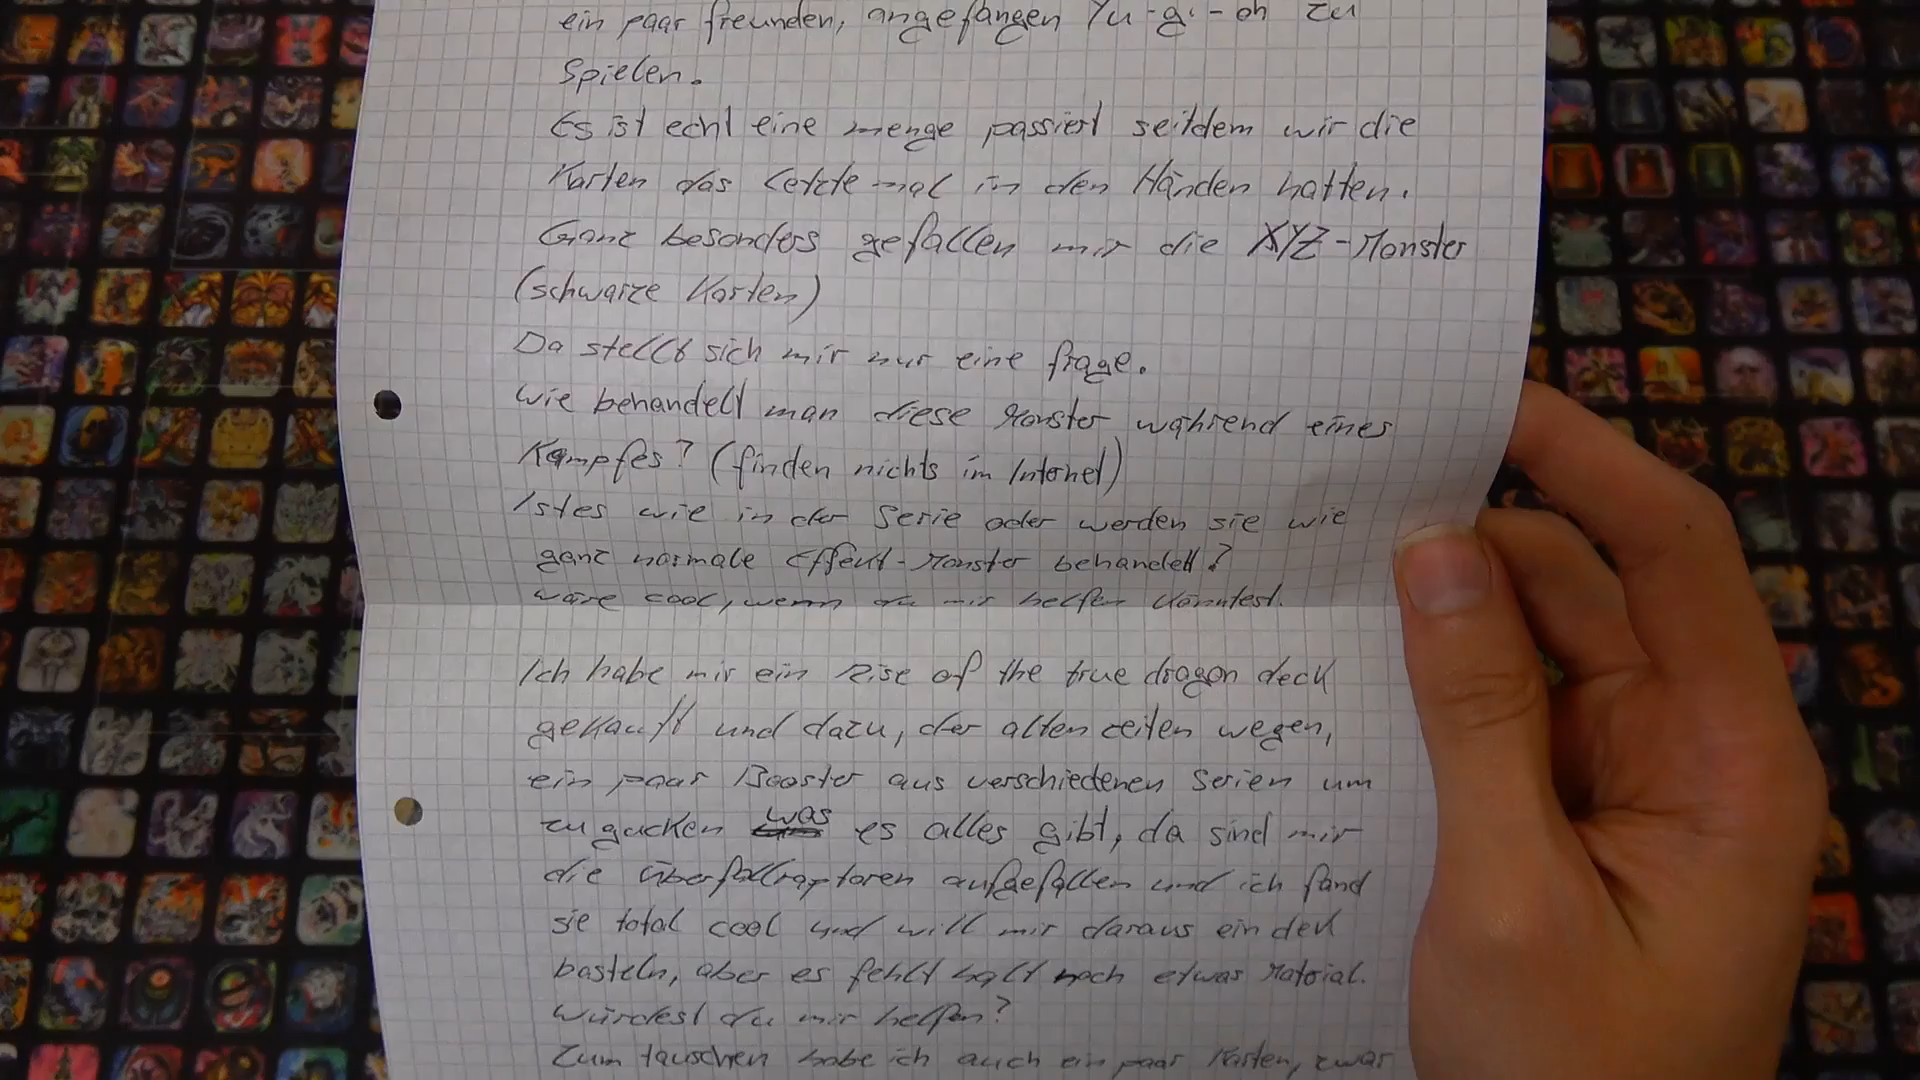 ein paar freunden, angefangen Yu-gi-oh zu
spielen.
Es ist echt eine menge passiert seitdem wir die
Karten das letzte mal in den Händen hatten.
Ganz besonders gefallen mir die XYZ-Monster
(schwarze Karten)
Da stellt sich mir nur eine frage.
Wie behandelt man diese Monster während eines
Kampfes? (finden nichts im Internet)
Ist es wie in der Serie oder werden sie wie
ganz normale Effekt-Monster behandelt?
wäre cool, wenn du mir helfen könntest.
Ich habe mir ein Rise of the true dragon deck
gekauft und dazu, der alten zeiten wegen,
ein paar Booster aus verschiedenen Serien um
zu gucken was es alles gibt, da sind mir
die Überfallraptoren aufgefallen und ich fand
sie total cool und will mir daraus ein deck
basteln, aber es fehlt halt noch etwas Material.
Würdest du mir helfen?
Zum tauschen habe ich auch ein paar Karten, zwar